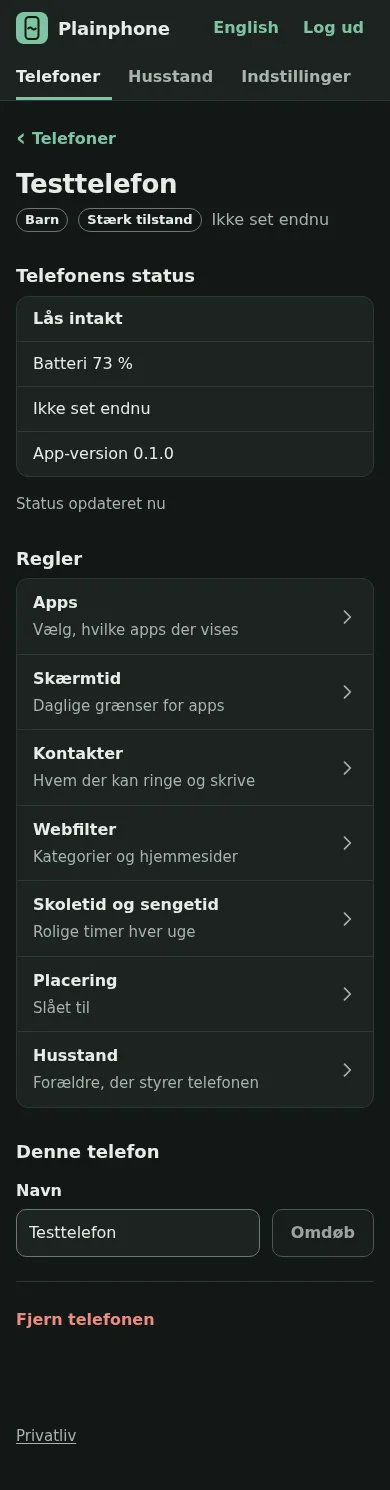 Plainphone English Log ud
Telefoner Husstand Indstillinger
‹ Telefoner
Testtelefon
Barn Stærk tilstand Ikke set endnu
Telefonens status
Lås intakt
Batteri 73 %
Ikke set endnu
App-version 0.1.0
Status opdateret nu
Regler
Apps
Vælg, hvilke apps der vises
Skærmtid
Daglige grænser for apps
Kontakter
Hvem der kan ringe og skrive
Webfilter
Kategorier og hjemmesider
Skoletid og sengetid
Rolige timer hver uge
Placering
Slået til
Husstand
Forældre, der styrer telefonen
Denne telefon
Navn
Testtelefon Omdøb
Fjern telefonen
Privatliv